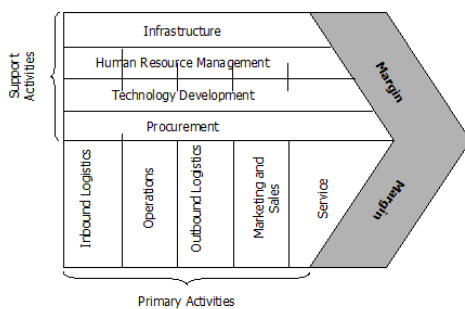 Support
Activities
Infrastructure
Human Resource Management
Technology Development
Procurement
Inbound Logistics
Operations
Outbound Logistics
Marketing and
Sales
Service
Margin
Margin
Primary Activities